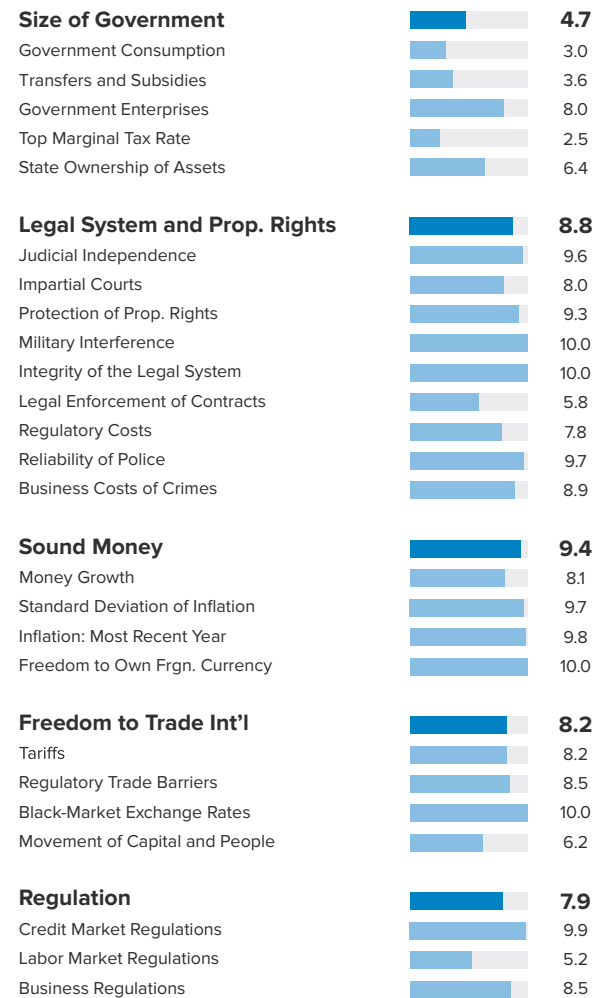 Size of Government 4.7
Government Consumption 3.0
Transfers and Subsidies 3.6
Government Enterprises 8.0
Top Marginal Tax Rate 2.5
State Ownership of Assets 6.4
Legal System and Prop. Rights 8.8
Judicial Independence 9.6
Impartial Courts 8.0
Protection of Prop. Rights 9.3
Military Interference 10.0
Integrity of the Legal System 10.0
Legal Enforcement of Contracts 5.8
Regulatory Costs 7.8
Reliability of Police 9.7
Business Costs of Crimes 8.9
Sound Money 9.4
Money Growth 8.1
Standard Deviation of Inflation 9.7
Inflation: Most Recent Year 9.8
Freedom to Own Frgn. Currency 10.0
Freedom to Trade Int’l 8.2
Tariffs 8.2
Regulatory Trade Barriers 8.5
Black-Market Exchange Rates 10.0
Movement of Capital and People 6.2
Regulation 7.9
Credit Market Regulations 9.9
Labor Market Regulations 5.2
Business Regulations 8.5